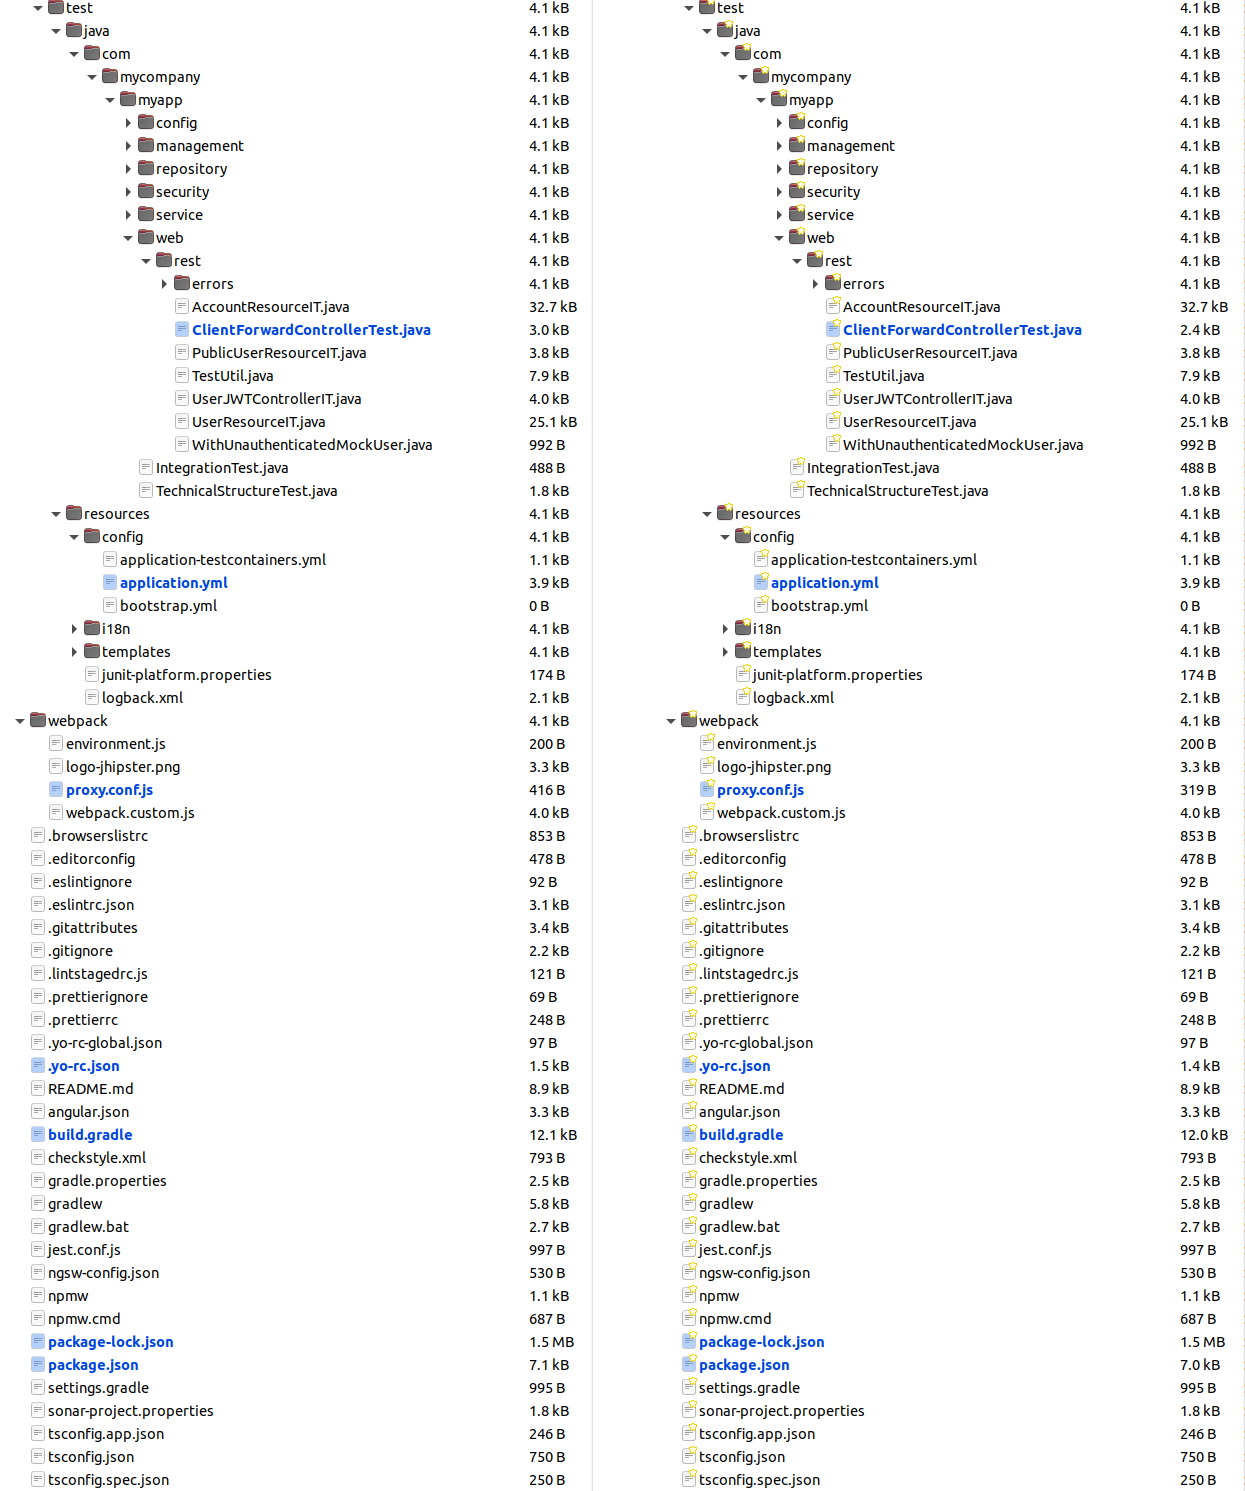 test 4.1 kB test 4.1 kB
java 4.1 kB java 4.1 kB
com 4.1 kB com 4.1 kB
mycompany 4.1 kB mycompany 4.1 kB
myapp 4.1 kB myapp 4.1 kB
config 4.1 kB config 4.1 kB
management 4.1 kB management 4.1 kB
repository 4.1 kB repository 4.1 kB
security 4.1 kB security 4.1 kB
service 4.1 kB service 4.1 kB
web 4.1 kB web 4.1 kB
rest 4.1 kB rest 4.1 kB
errors 4.1 kB errors 4.1 kB
AccountResourceIT.java 32.7 kB AccountResourceIT.java 32.7 kB
ClientForwardControllerTest.java 3.0 kB ClientForwardControllerTest.java 2.4 kB
PublicUserResourceIT.java 3.8 kB PublicUserResourceIT.java 3.8 kB
TestUtil.java 7.9 kB TestUtil.java 7.9 kB
UserJWTControllerIT.java 4.0 kB UserJWTControllerIT.java 4.0 kB
UserResourceIT.java 25.1 kB UserResourceIT.java 25.1 kB
WithUnauthenticatedMockUser.java 992 B WithUnauthenticatedMockUser.java 992 B
IntegrationTest.java 488 B IntegrationTest.java 488 B
TechnicalStructureTest.java 1.8 kB TechnicalStructureTest.java 1.8 kB
resources 4.1 kB resources 4.1 kB
config 4.1 kB config 4.1 kB
application-testcontainers.yml 1.1 kB application-testcontainers.yml 1.1 kB
application.yml 3.9 kB application.yml 3.9 kB
bootstrap.yml 0 B bootstrap.yml 0 B
i18n 4.1 kB i18n 4.1 kB
templates 4.1 kB templates 4.1 kB
junit-platform.properties 174 B junit-platform.properties 174 B
logback.xml 2.1 kB logback.xml 2.1 kB
webpack 4.1 kB webpack 4.1 kB
environment.js 200 B environment.js 200 B
logo-jhipster.png 3.3 kB logo-jhipster.png 3.3 kB
proxy.conf.js 416 B proxy.conf.js 319 B
webpack.custom.js 4.0 kB webpack.custom.js 4.0 kB
.browserslistrc 853 B .browserslistrc 853 B
.editorconfig 478 B .editorconfig 478 B
.eslintignore 92 B .eslintignore 92 B
.eslintrc.json 3.1 kB .eslintrc.json 3.1 kB
.gitattributes 3.4 kB .gitattributes 3.4 kB
.gitignore 2.2 kB .gitignore 2.2 kB
.lintstagedrc.js 121 B .lintstagedrc.js 121 B
.prettierignore 69 B .prettierignore 69 B
.prettierrc 248 B .prettierrc 248 B
.yo-rc-global.json 97 B .yo-rc-global.json 97 B
.yo-rc.json 1.5 kB .yo-rc.json 1.4 kB
README.md 8.9 kB README.md 8.9 kB
angular.json 3.3 kB angular.json 3.3 kB
build.gradle 12.1 kB build.gradle 12.0 kB
checkstyle.xml 793 B checkstyle.xml 793 B
gradle.properties 2.5 kB gradle.properties 2.5 kB
gradlew 5.8 kB gradlew 5.8 kB
gradlew.bat 2.7 kB gradlew.bat 2.7 kB
jest.conf.js 997 B jest.conf.js 997 B
ngsw-config.json 530 B ngsw-config.json 530 B
npmw 1.1 kB npmw 1.1 kB
npmw.cmd 687 B npmw.cmd 687 B
package-lock.json 1.5 MB package-lock.json 1.5 MB
package.json 7.1 kB package.json 7.0 kB
settings.gradle 995 B settings.gradle 995 B
sonar-project.properties 1.8 kB sonar-project.properties 1.8 kB
tsconfig.app.json 246 B tsconfig.app.json 246 B
tsconfig.json 750 B tsconfig.json 750 B
tsconfig.spec.json 250 B tsconfig.spec.json 250 B